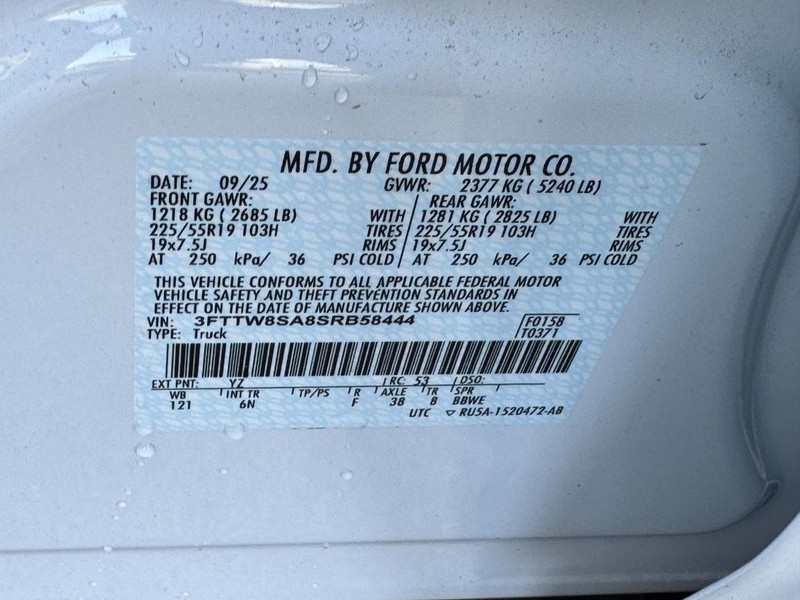 MFD. BY FORD MOTOR CO.
DATE: 09/25 GVWR: 2377 KG ( 5240 LB)
FRONT GAWR: REAR GAWR:
1218 KG ( 2685 LB) WITH 1281 KG ( 2825 LB) WITH
225/55R19 103H TIRES 225/55R19 103H TIRES
19x7.5J RIMS 19x7.5J RIMS
AT 250 kPa/ 36 PSI COLD AT 250 kPa/ 36 PSI COLD
THIS VEHICLE CONFORMS TO ALL APPLICABLE FEDERAL MOTOR
VEHICLE SAFETY AND THEFT PREVENTION STANDARDS IN
EFFECT ON THE DATE OF MANUFACTURE SHOWN ABOVE.
VIN: 3FTTW8SA8SRB58444 F0158
TYPE: Truck T0371
EXT PNT: YZ RC: 53 DSO:
WB INT TR TP/PS R AXLE TR SPR
121 6N F 38 8 BBWE
UTC ▽ RU5A-1520472-AB